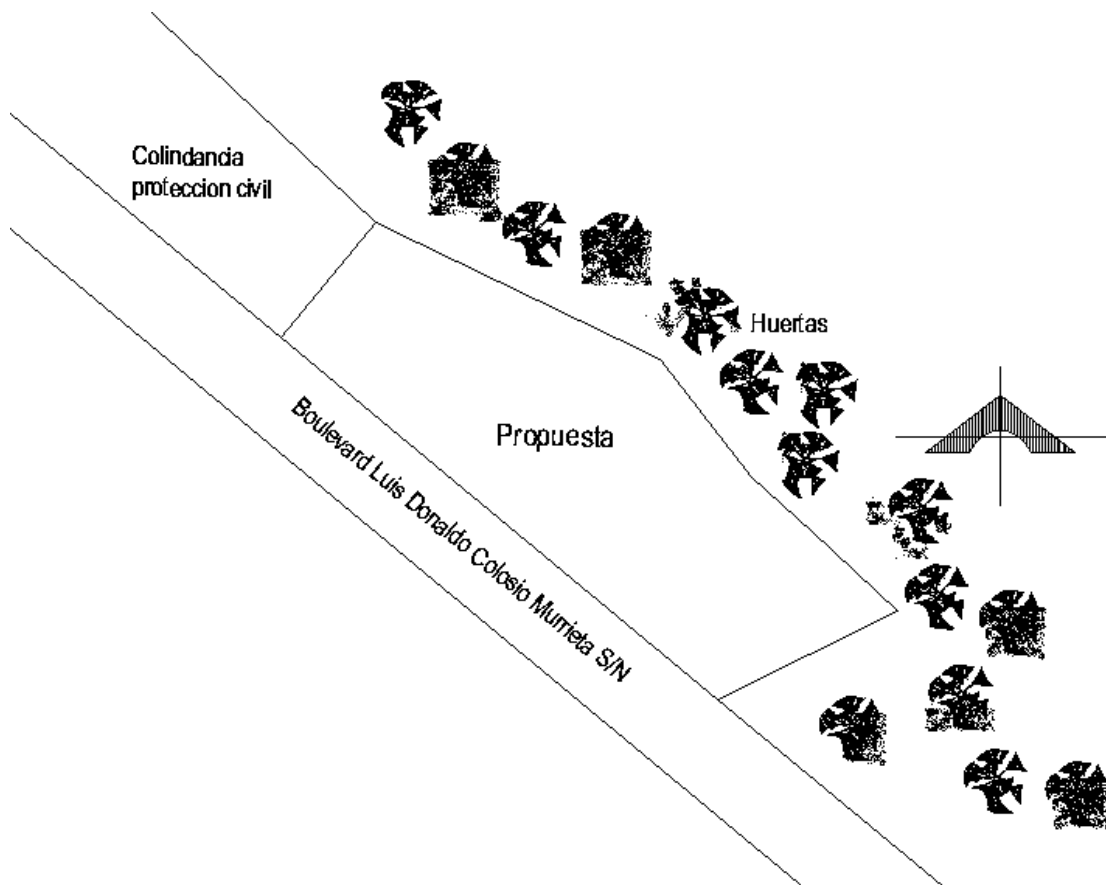 Colindancia
proteccion civil
Huertas
Propuesta
Boulevard Luis Donaldo Colosio Murrieta S/N